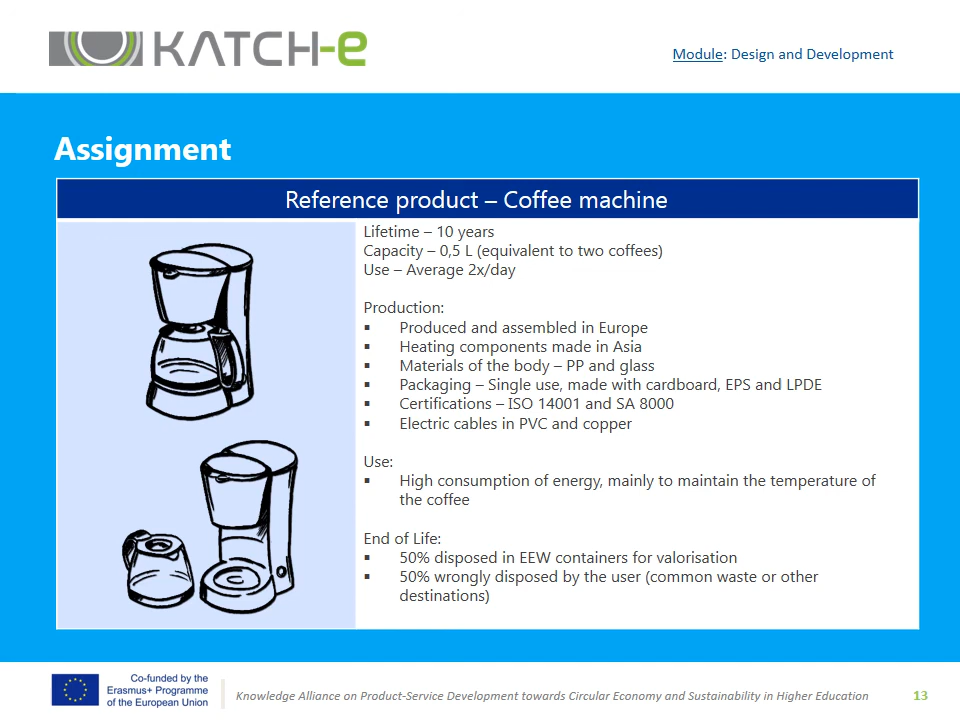 KATCH-e
Module: Design and Development
Assignment
Reference product – Coffee machine
Lifetime – 10 years
Capacity – 0,5 L (equivalent to two coffees)
Use – Average 2x/day
Production:
▪ Produced and assembled in Europe
▪ Heating components made in Asia
▪ Materials of the body – PP and glass
▪ Packaging – Single use, made with cardboard, EPS and LPDE
▪ Certifications – ISO 14001 and SA 8000
▪ Electric cables in PVC and copper
Use:
▪ High consumption of energy, mainly to maintain the temperature of
the coffee
End of Life:
▪ 50% disposed in EEW containers for valorisation
▪ 50% wrongly disposed by the user (common waste or other
destinations)
Co-funded by the
Erasmus+ Programme
of the European Union
Knowledge Alliance on Product-Service Development towards Circular Economy and Sustainability in Higher Education
13